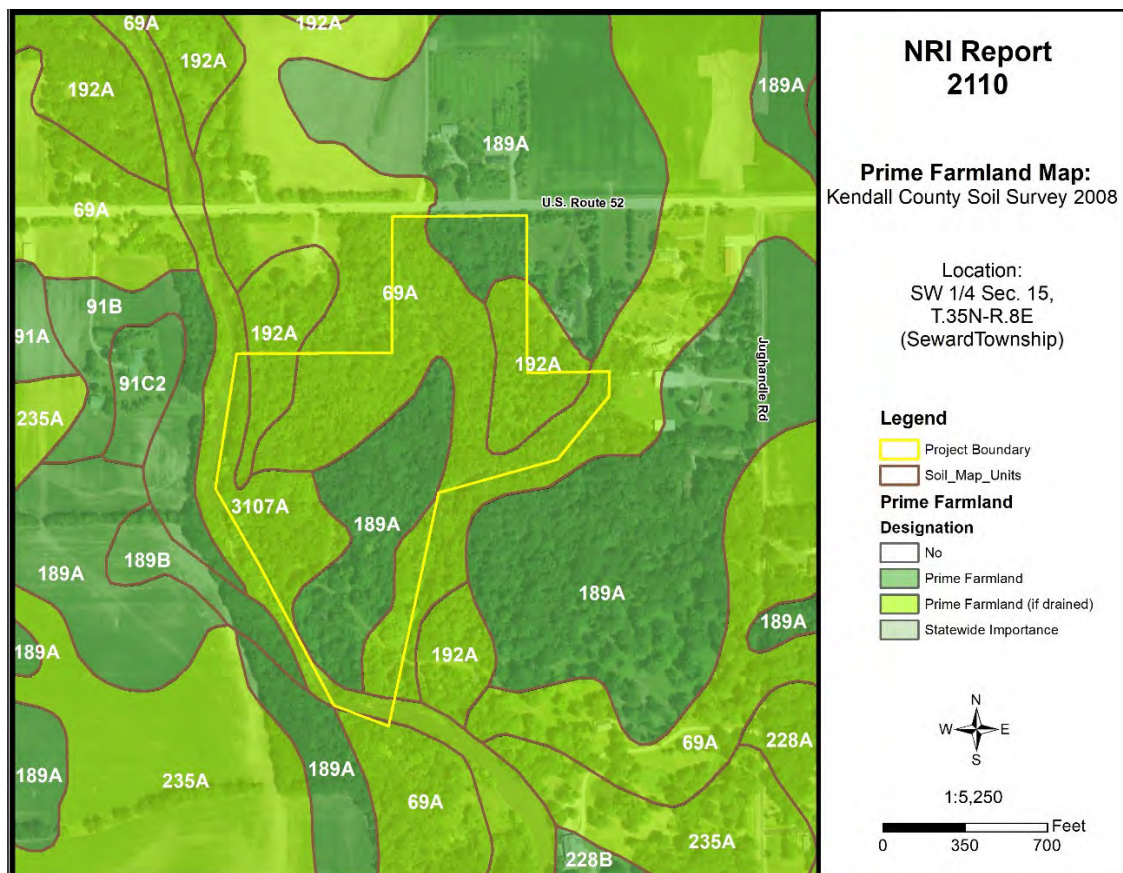 69A
192A
192A
192A
189A
189A
U.S. Route 52
69A
69A
91B
192A
91A
192A
Jughandle Rd
91C2
235A
3107A
189A
189B
189A
189A
189A
189A
192A
69A
228A
189A
235A
189A
69A
235A
228B
NRI Report
2110
Prime Farmland Map:
Kendall County Soil Survey 2008
Location:
SW 1/4 Sec. 15,
T.35N-R.8E
(SewardTownship)
Legend
Project Boundary
Soil_Map_Units
Prime Farmland
Designation
No
Prime Farmland
Prime Farmland (if drained)
Statewide Importance
N
W E
S
1:5,250
Feet
0 350 700